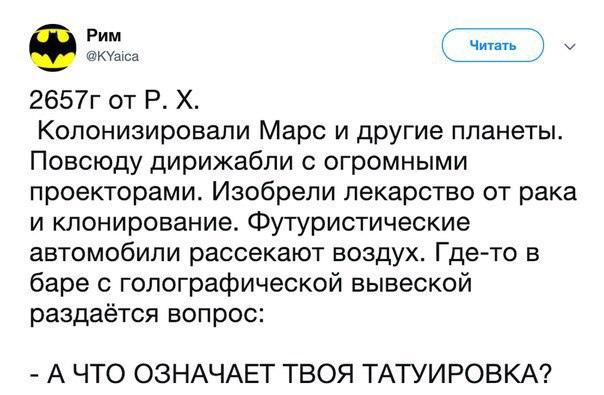 Рим
@KYaica
Читать
2657г от Р. Х.
Колонизировали Марс и другие планеты.
Повсюду дирижабли с огромными
проекторами. Изобрели лекарство от рака
и клонирование. Футуристические
автомобили рассекают воздух. Где-то в
баре с голографической вывеской
раздаётся вопрос:
- А ЧТО ОЗНАЧАЕТ ТВОЯ ТАТУИРОВКА?